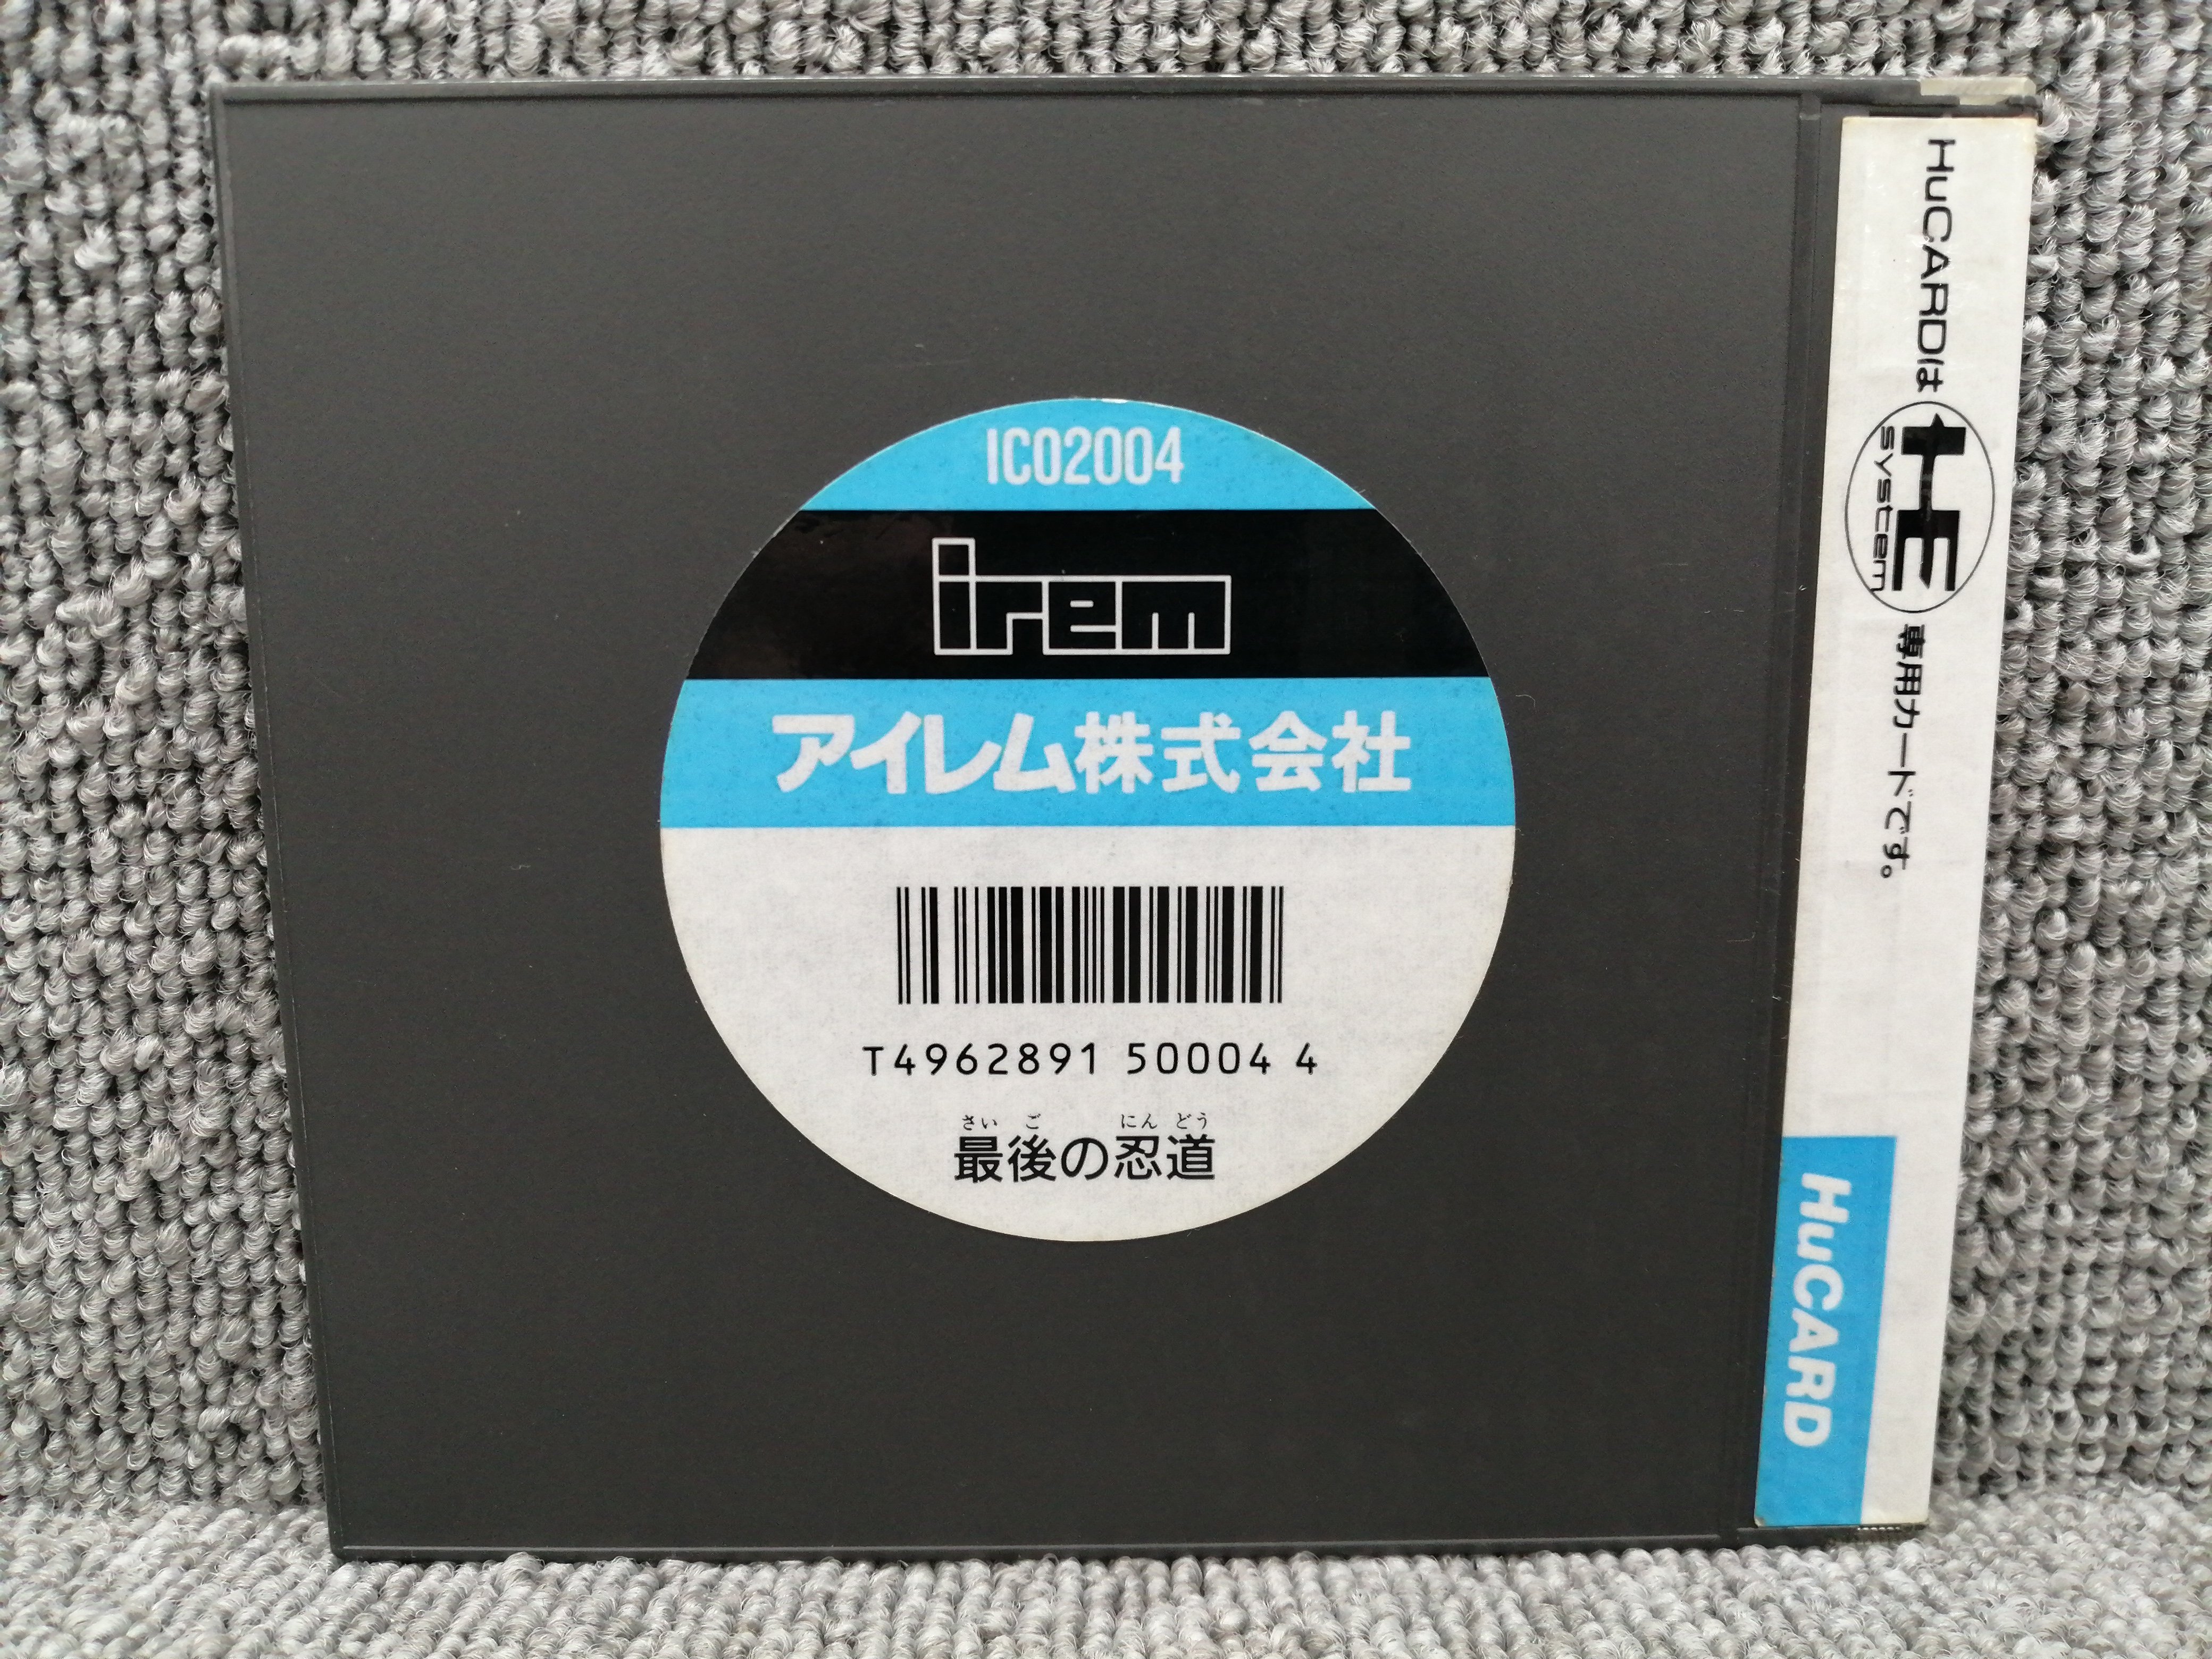 IC02004
irem
アイレム株式会社
T4962891 50004 4
さい ご にん どう
最後の忍道
HuCARDは HE system 専用カードです。
HuCARD